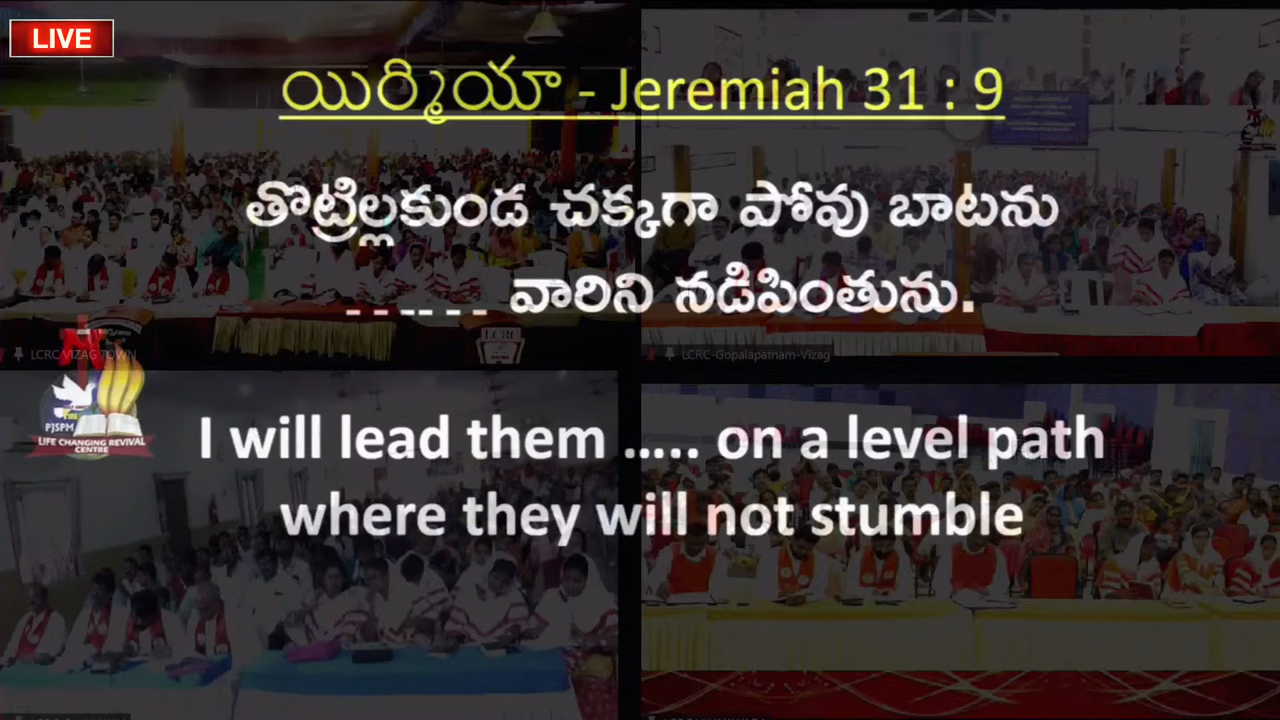 LIVE
యిర్మియా - Jeremiah 31 : 9
తొట్రిల్లకుండ చక్కగా పోవు బాటను
_ _ _ _ _ _ వారిని నడిపింతును.
LCRC-VIZAG TOWN
LCRC
LCRC-Gopalapatnam-Vizag
PJSPM
LIFE CHANGING REVIVAL
CENTRE
I will lead them ..... on a level path
where they will not stumble